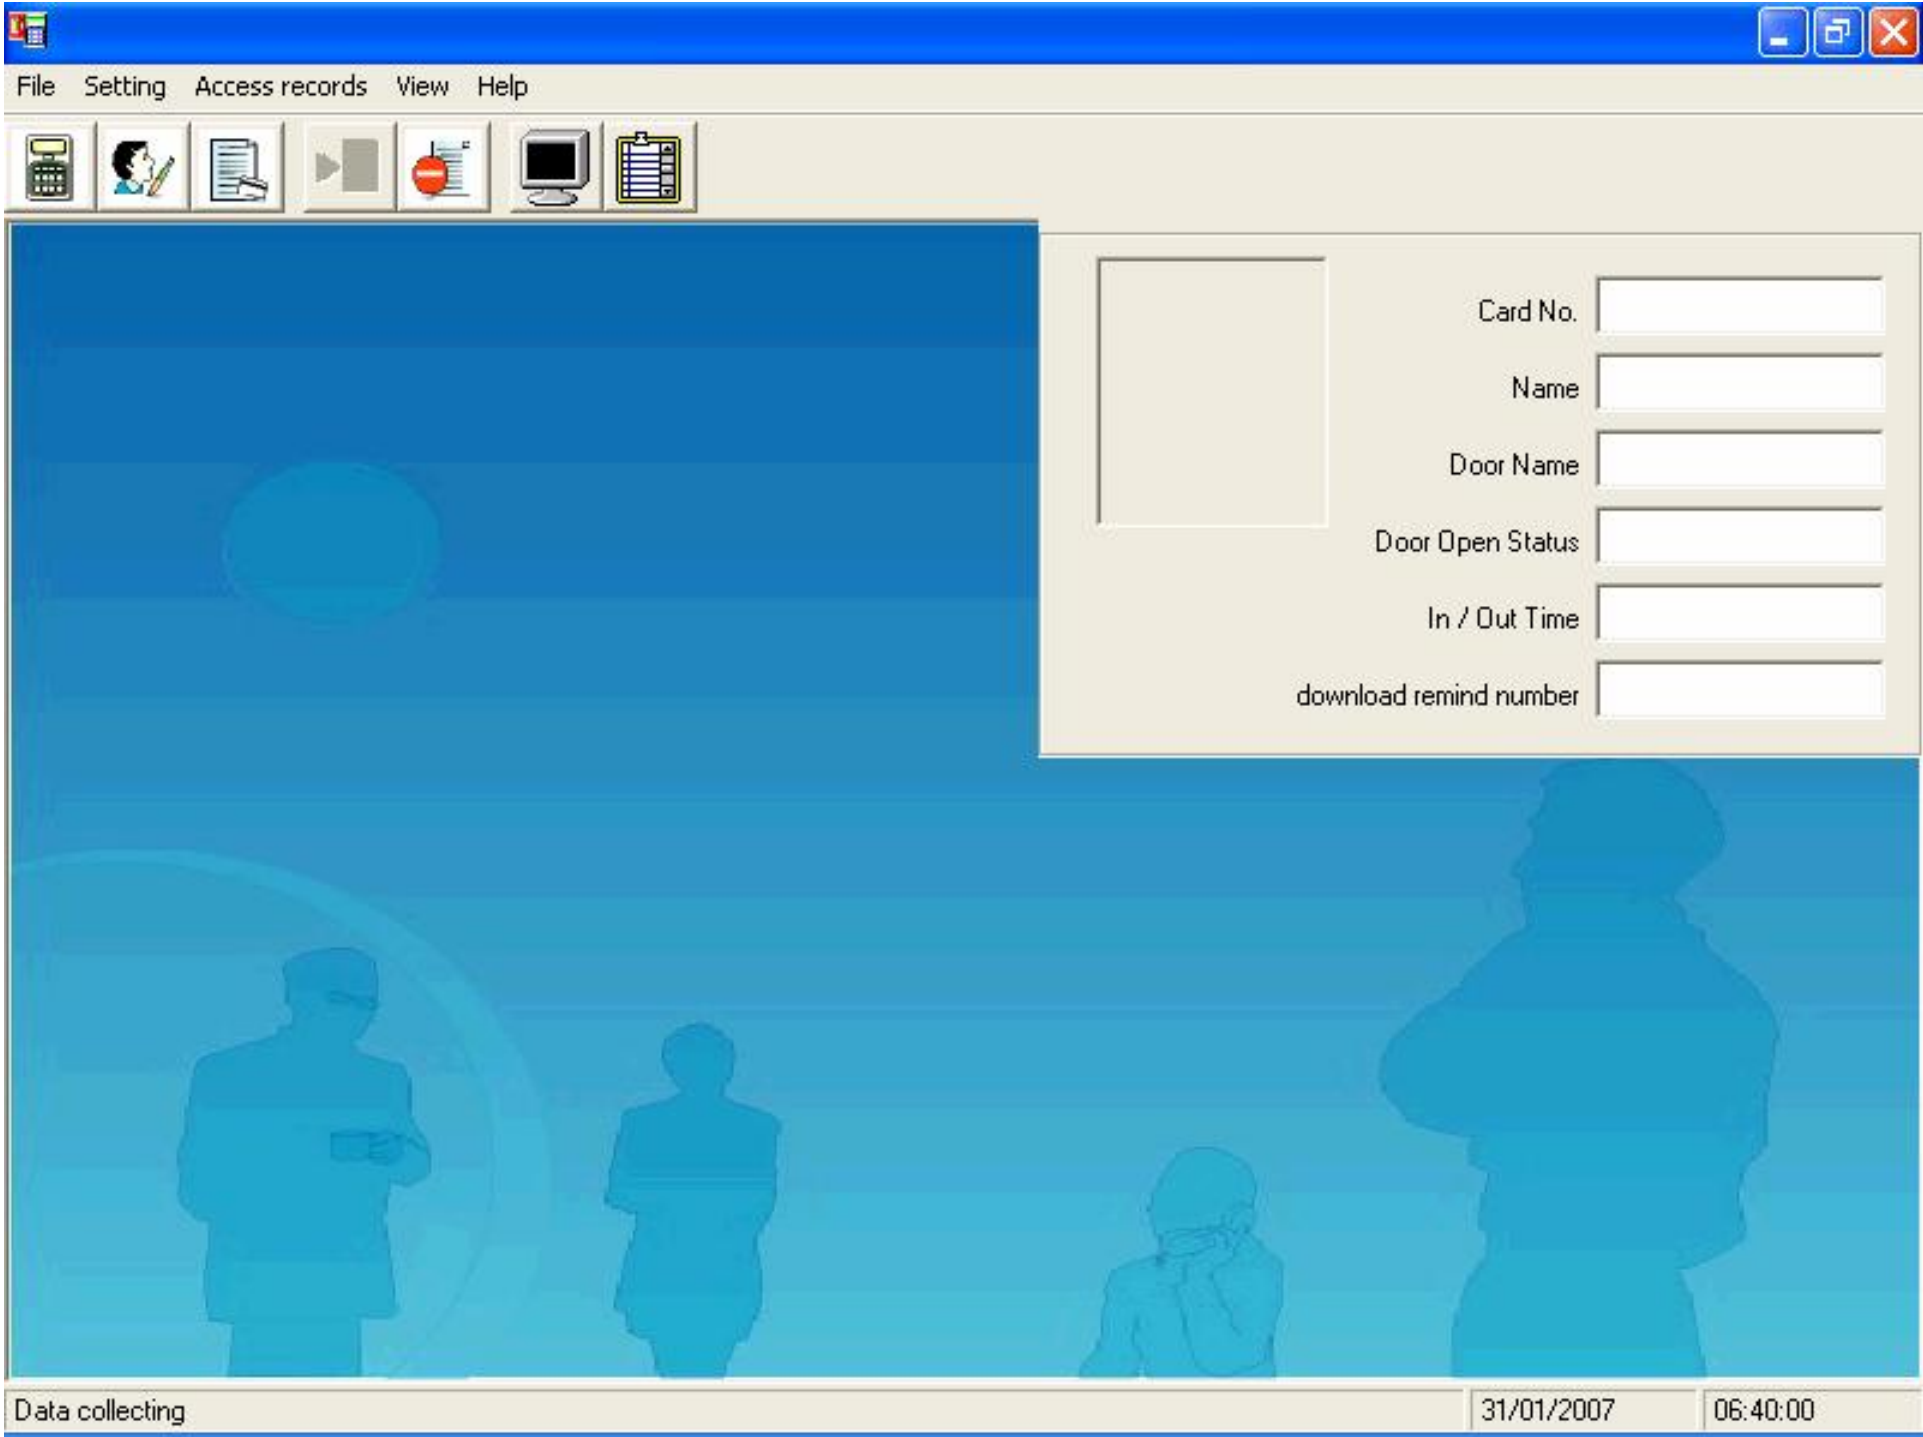 File Setting Access records View Help
Card No.
Name
Door Name
Door Open Status
In / Out Time
download remind number
Data collecting 31/01/2007 06:40:00